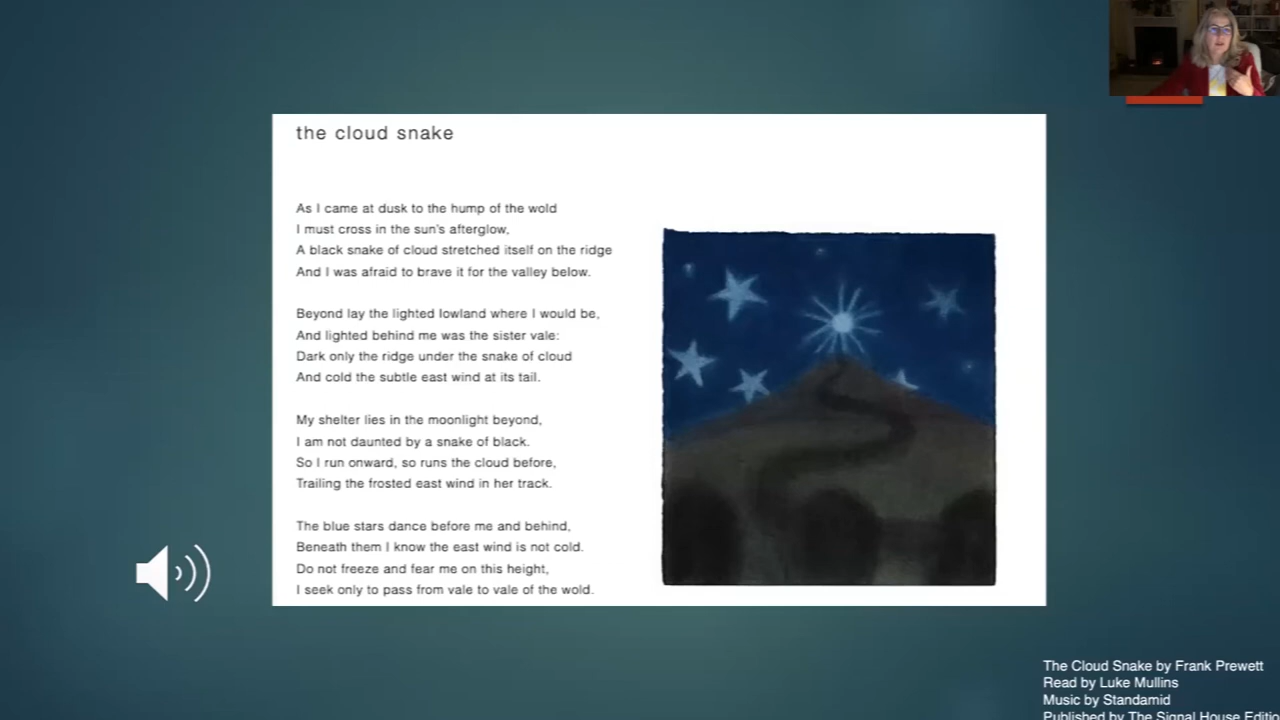 the cloud snake
As I came at dusk to the hump of the wold
I must cross in the sun's afterglow,
A black snake of cloud stretched itself on the ridge
And I was afraid to brave it for the valley below.
Beyond lay the lighted lowland where I would be,
And lighted behind me was the sister vale:
Dark only the ridge under the snake of cloud
And cold the subtle east wind at its tail.
My shelter lies in the moonlight beyond,
I am not daunted by a snake of black.
So I run onward, so runs the cloud before,
Trailing the frosted east wind in her track.
The blue stars dance before me and behind,
Beneath them I know the east wind is not cold.
Do not freeze and fear me on this height,
I seek only to pass from vale to vale of the wold.
The Cloud Snake by Frank Prewett
Read by Luke Mullins
Music by Standamid
Published by The Signal House Editio